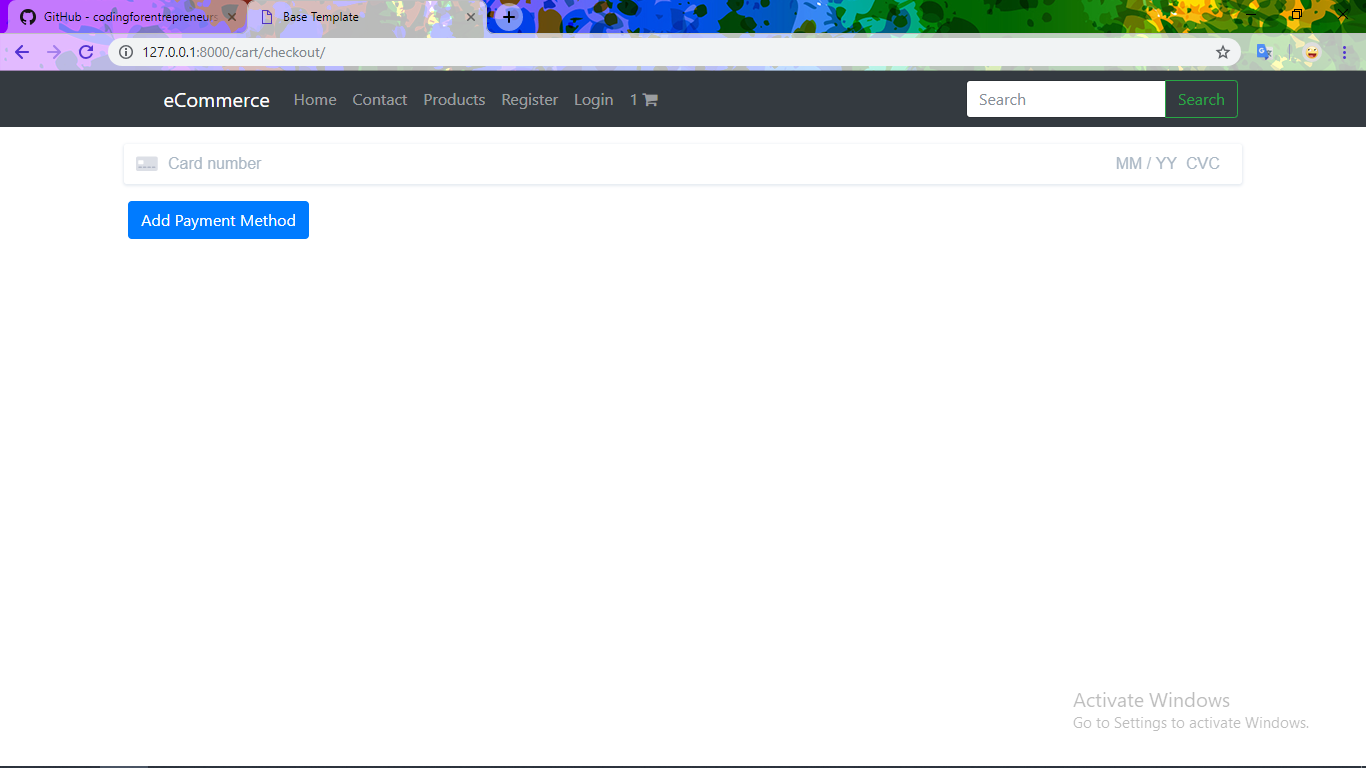 GitHub - codingforentrepreneurs
Base Template
127.0.0.1:8000/cart/checkout/
eCommerce Home Contact Products Register Login 1 Search Search
Card number MM / YY CVC
Add Payment Method
Activate Windows
Go to Settings to activate Windows.